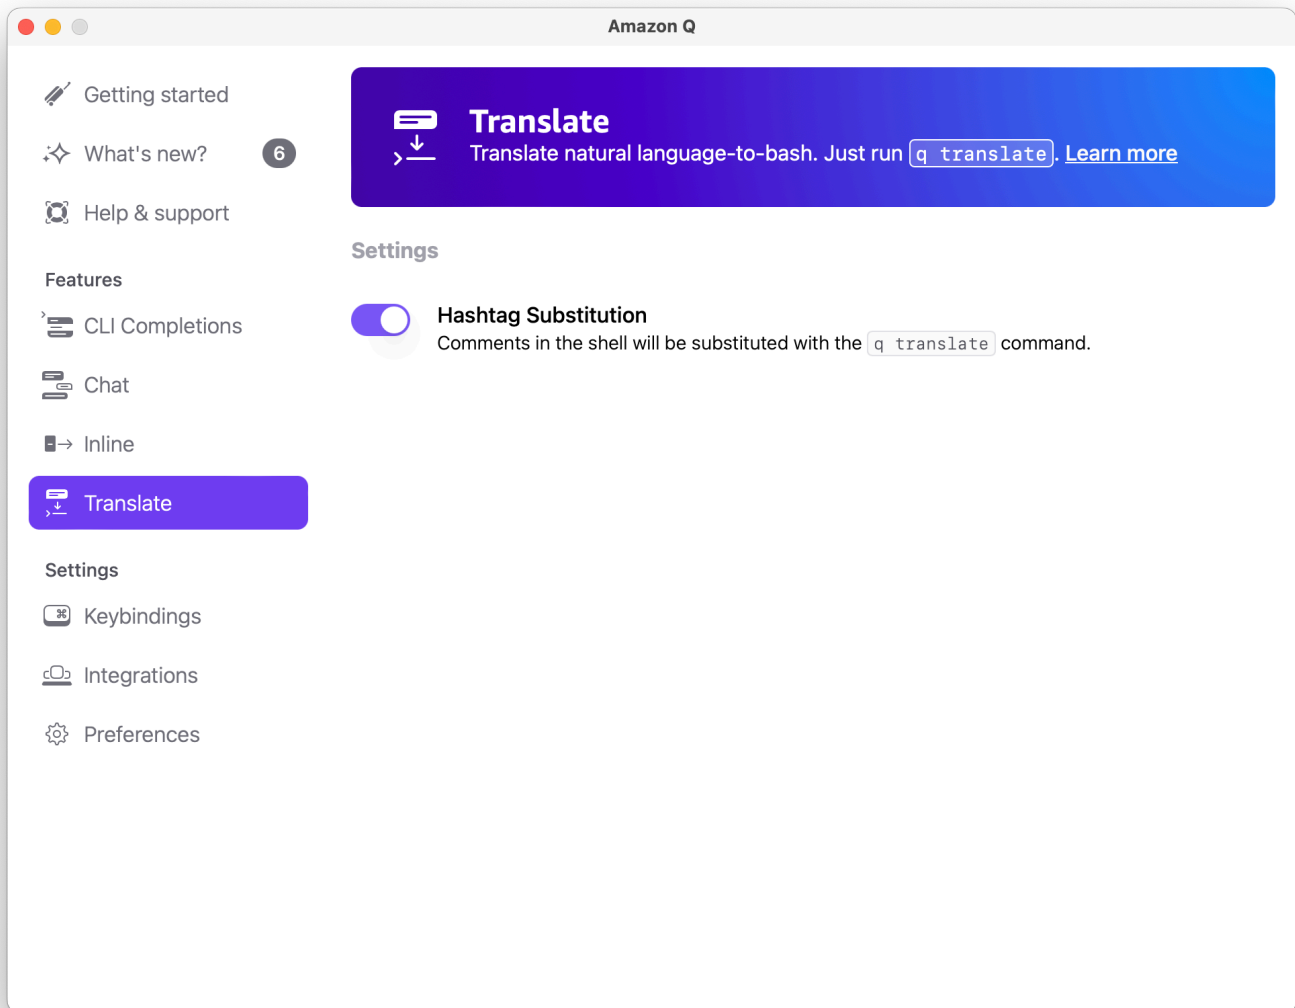 Amazon Q
Getting started
What's new? 6
Help & support
Features
CLI Completions
Chat
Inline
Translate
Settings
Keybindings
Integrations
Preferences
Translate
Translate natural language-to-bash. Just run q translate. Learn more
Settings
Hashtag Substitution
Comments in the shell will be substituted with the q translate command.